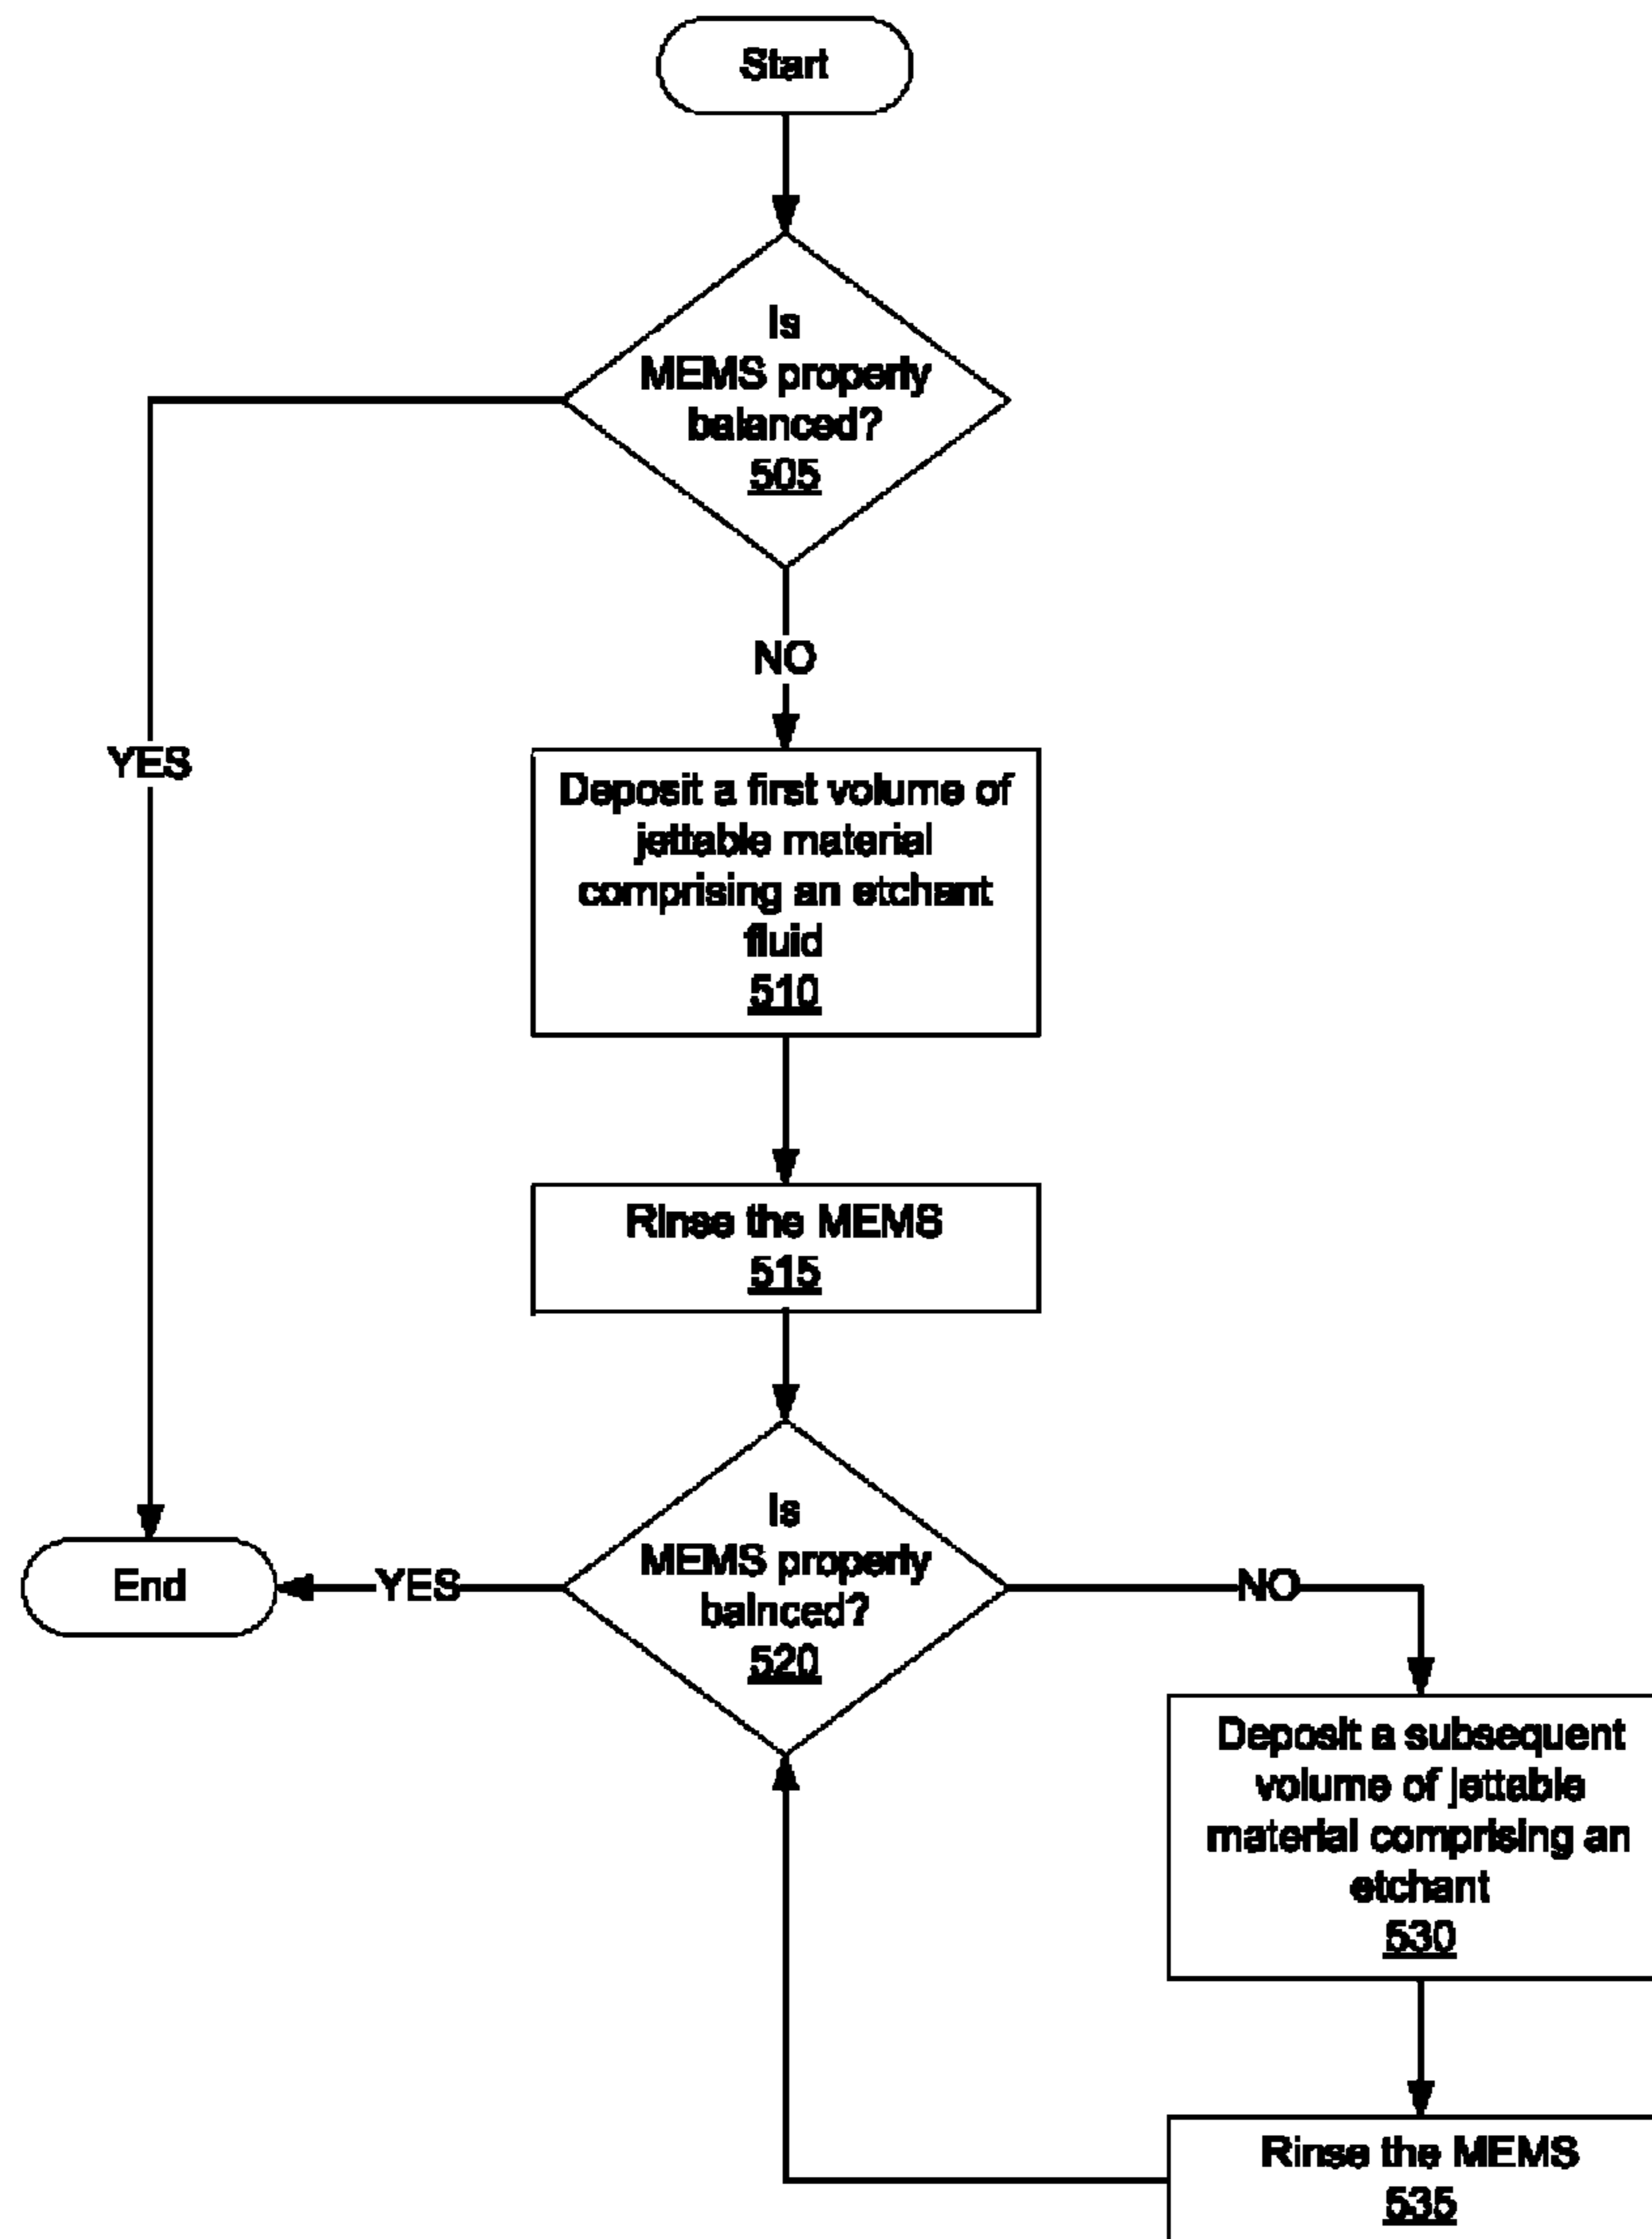 Start
Is
MEMS properly
balanced?
505
NO
YES
Deposit a first volume of
jettable material
comprising an etchant
fluid
510
Rinse the MEMS
515
Is
MEMS properly
balnced?
520
End
YES
NO
Deposit a subsequent
volume of jettable
material comprising an
etchant
530
Rinse the MEMS
535